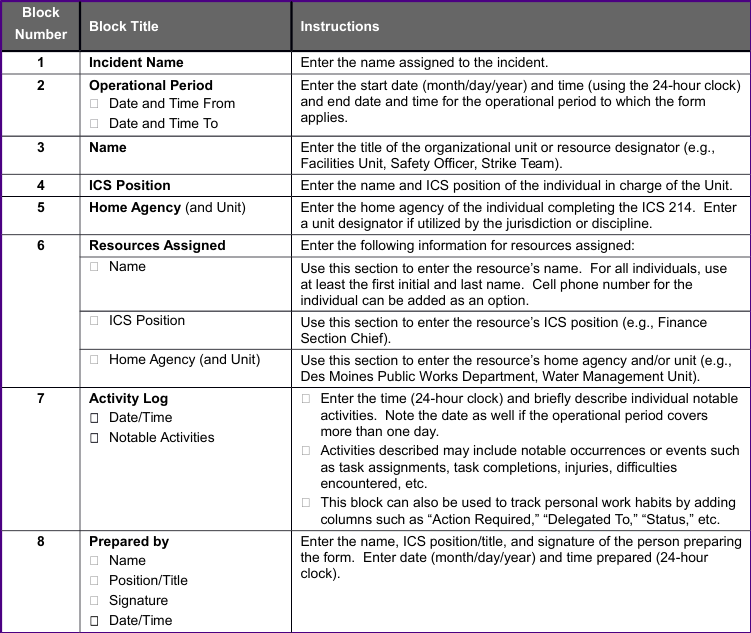 Block Number
Block Title
Instructions
1
Incident Name
Enter the name assigned to the incident.
2
Operational Period
□ Date and Time From
□ Date and Time To
Enter the start date (month/day/year) and time (using the 24-hour clock)
and end date and time for the operational period to which the form
applies.
3
Name
Enter the title of the organizational unit or resource designator (e.g.,
Facilities Unit, Safety Officer, Strike Team).
4
ICS Position
Enter the name and ICS position of the individual in charge of the Unit.
5
Home Agency (and Unit)
Enter the home agency of the individual completing the ICS 214.  Enter
a unit designator if utilized by the jurisdiction or discipline.
6
Resources Assigned
Enter the following information for resources assigned:
□ Name
Use this section to enter the resource's name.  For all individuals, use
at least the first initial and last name.  Cell phone number for the
individual can be added as an option.
□ ICS Position
Use this section to enter the resource's ICS position (e.g., Finance
Section Chief).
□ Home Agency (and Unit)
Use this section to enter the resource's home agency and/or unit (e.g.,
Des Moines Public Works Department, Water Management Unit).
7
Activity Log
□ Date/Time
□ Notable Activities
□ Enter the time (24-hour clock) and briefly describe individual notable
activities.  Note the date as well if the operational period covers
more than one day.
□ Activities described may include notable occurrences or events such
as task assignments, task completions, injuries, difficulties
encountered, etc.
□ This block can also be used to track personal work habits by adding
columns such as “Action Required,” “Delegated To,” “Status,” etc.
8
Prepared by
□ Name
□ Position/Title
□ Signature
□ Date/Time
Enter the name, ICS position/title, and signature of the person preparing
the form.  Enter date (month/day/year) and time prepared (24-hour
clock).